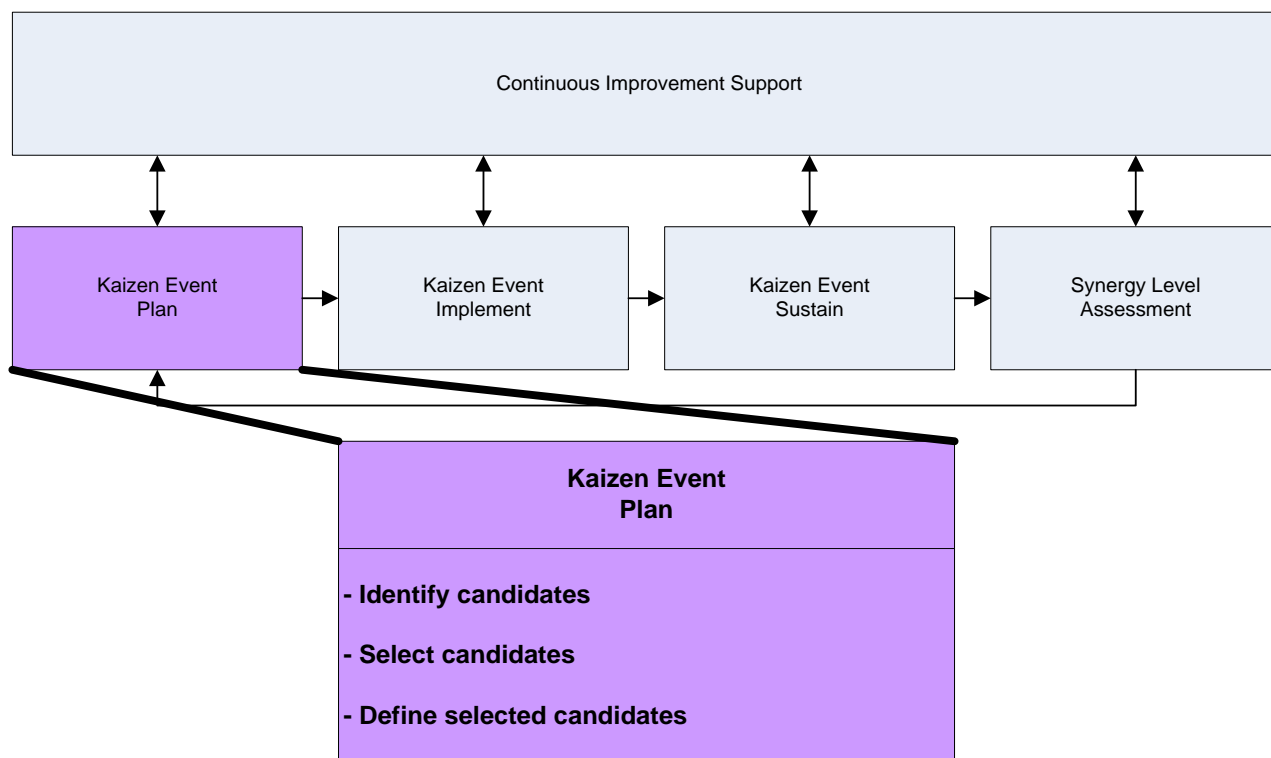 Continuous Improvement Support
Kaizen Event
Plan
Kaizen Event
Implement
Kaizen Event
Sustain
Synergy Level
Assessment
Kaizen Event
Plan
- Identify candidates
- Select candidates
- Define selected candidates